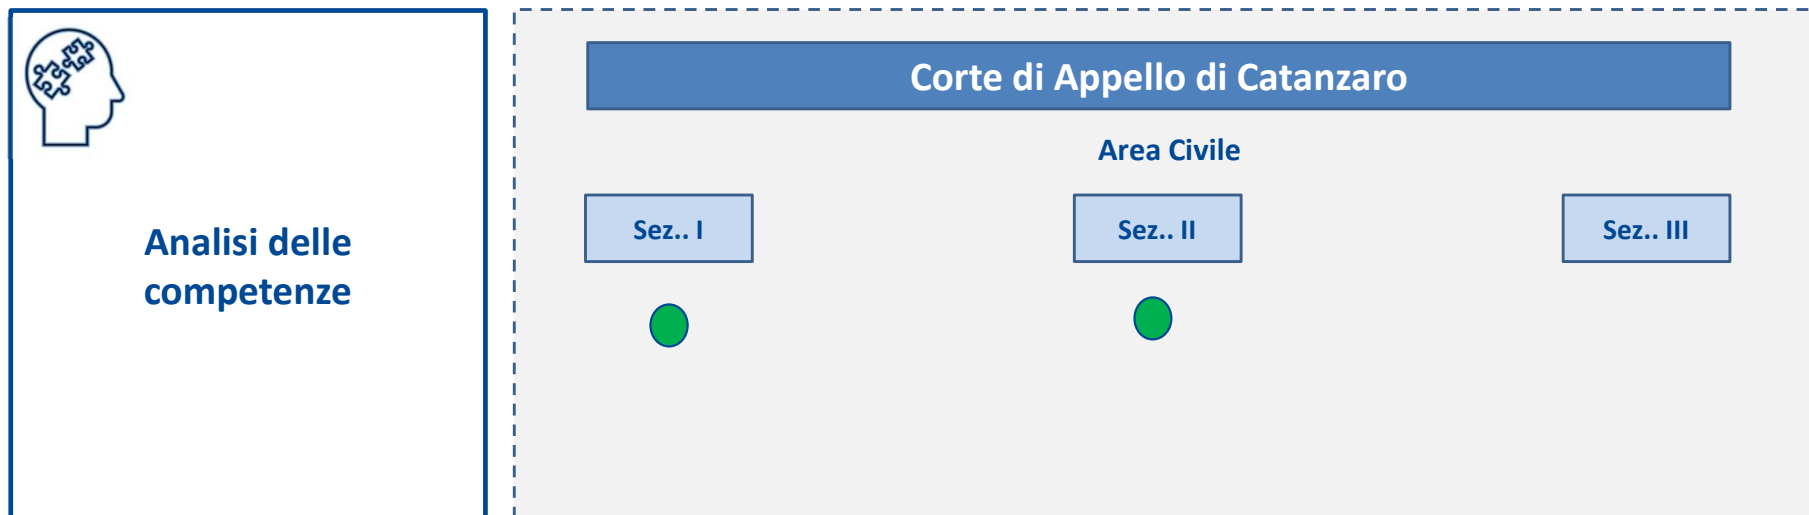 Analisi delle
competenze
Corte di Appello di Catanzaro
Area Civile
Sez.. I
Sez.. II
Sez.. III